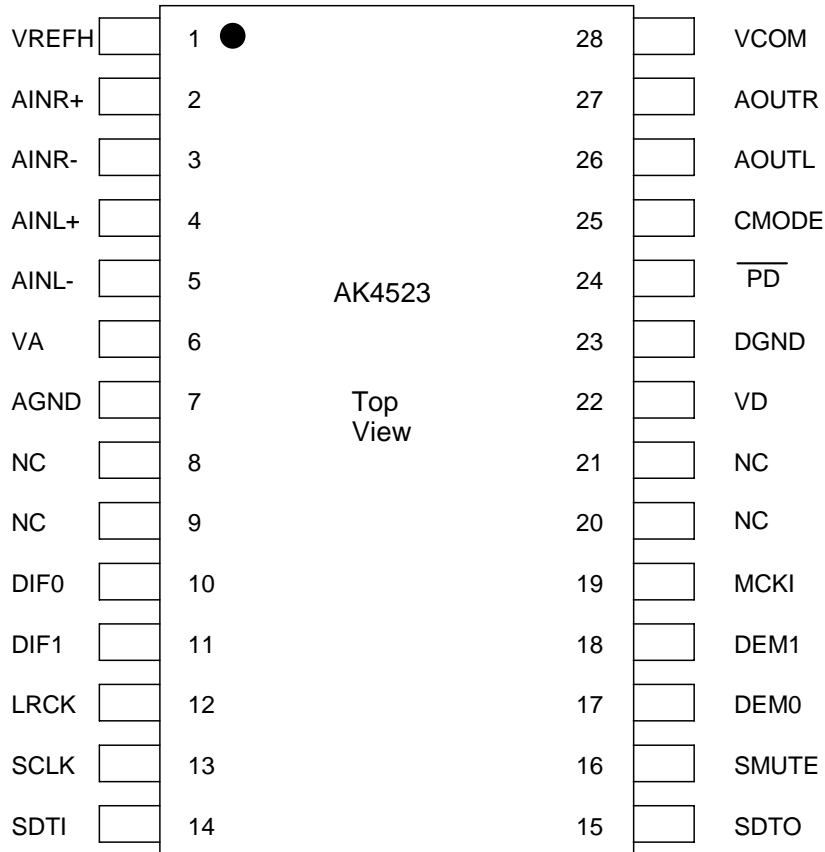 VREFH 1 28 VCOM
AINR+ 2 27 AOUTR
AINR- 3 26 AOUTL
AINL+ 4 25 CMODE
AINL- 5 24 P̅D̅
AK4523
VA 6 23 DGND
AGND 7 Top 22 VD
View
NC 8 21 NC
NC 9 20 NC
DIF0 10 19 MCKI
DIF1 11 18 DEM1
LRCK 12 17 DEM0
SCLK 13 16 SMUTE
SDTI 14 15 SDTO